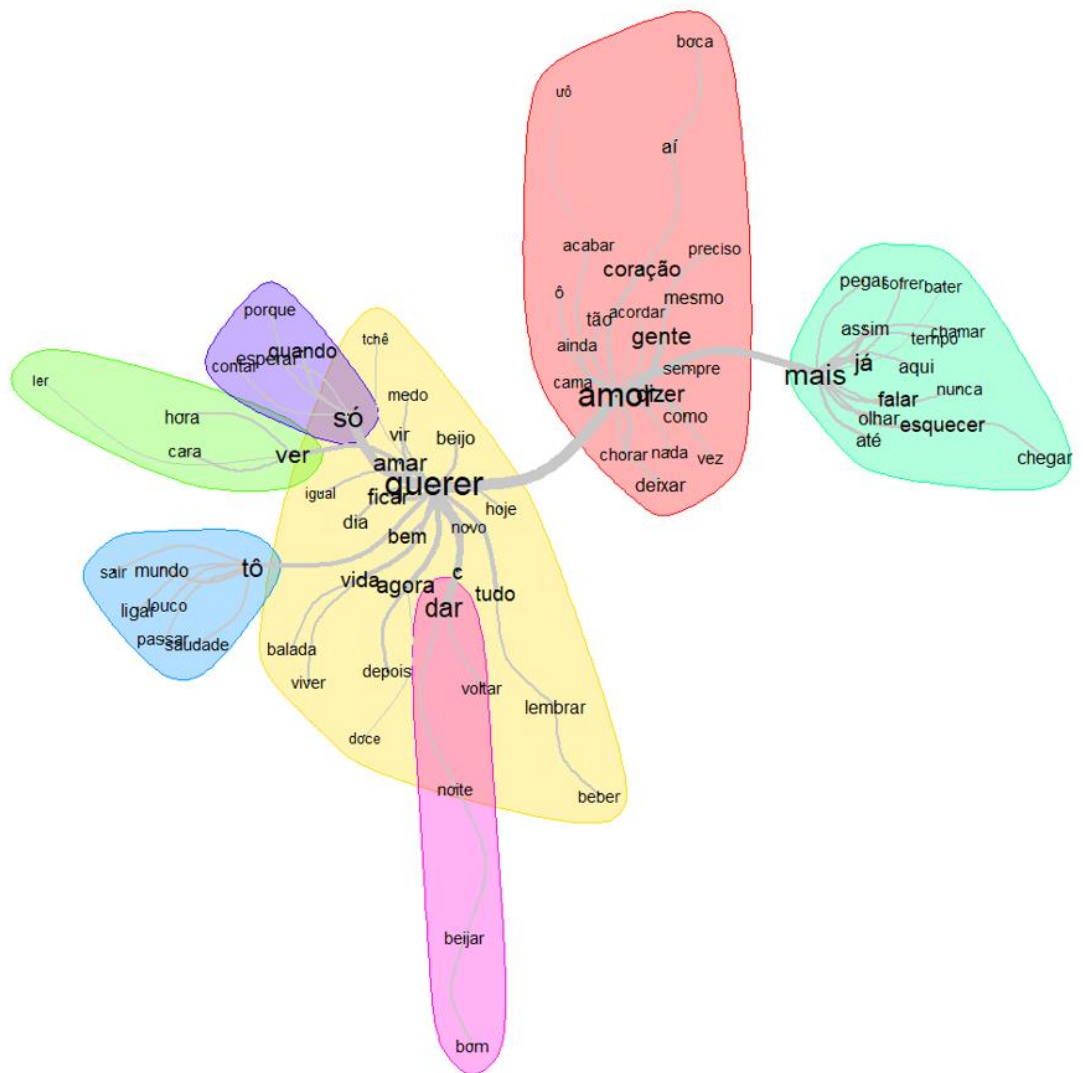 boca
uô
aí
acabar
preciso
coração
ô
mesmo
tão
acordar
gente
ainda
sempre
cama
amor
dizer
como
chorar
nada
vez
deixar
pegar
sofrer
bater
assim
chamar
tempo
já
aqui
mais
nunca
falar
olhar
esquecer
até
chegar
porque
quando
esperar
contar
só
ler
hora
cara
ver
tchê
medo
vir
beijo
amar
querer
igual
ficar
hoje
dia
novo
bem
c
vida
agora
tudo
dar
balada
depois
viver
voltar
lembrar
doce
noite
beber
beijar
bom
tô
sair
mundo
louco
ligar
passar
saudade